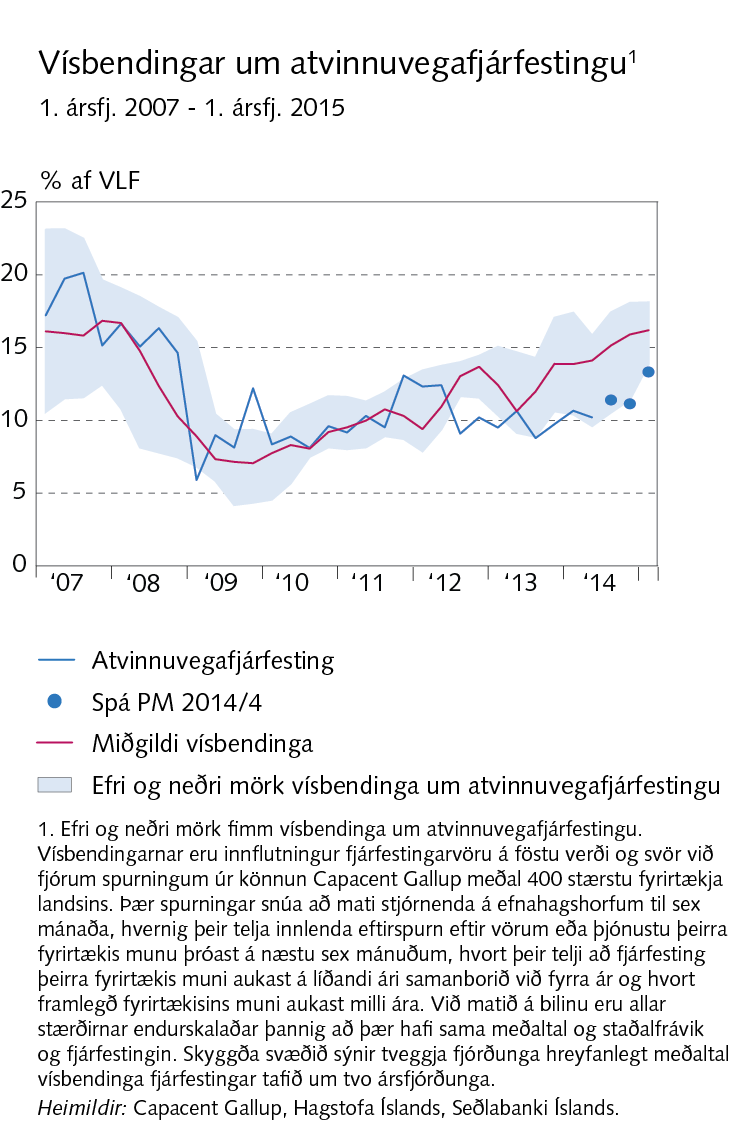 Vísbendingar um atvinnuvegafjárfestingu¹
1. ársfj. 2007 - 1. ársfj. 2015
% af VLF
25
20
15
10
5
0
‘07 ‘08 ‘09 ‘10 ‘11 ‘12 ‘13 ‘14
Atvinnuvegafjárfesting
Spá PM 2014/4
Miðgildi vísbendinga
Efri og neðri mörk vísbendinga um atvinnuvegafjárfestingu
1. Efri og neðri mörk fimm vísbendinga um atvinnuvegafjárfestingu.
Vísbendingarnar eru innflutningur fjárfestingarvöru á föstu verði og svör við
fjórum spurningum úr könnun Capacent Gallup meðal 400 stærstu fyrirtækja
landsins. Þær spurningar snúa að mati stjórnenda á efnahagshorfum til sex
mánaða, hvernig þeir telja innlenda eftirspurn eftir vörum eða þjónustu þeirra
fyrirtækis munu þróast á næstu sex mánuðum, hvort þeir telji að fjárfesting
þeirra fyrirtækis muni aukast á líðandi ári samanborið við fyrra ár og hvort
framlegð fyrirtækisins muni aukast milli ára. Við matið á bilinu eru allar
stærðirnar endurskalaðar þannig að þær hafi sama meðaltal og staðalfrávik
og fjárfestingin. Skyggða svæðið sýnir tveggja fjórðunga hreyfanlegt meðaltal
vísbendinga fjárfestingar tafið um tvo ársfjórðunga.
Heimildir: Capacent Gallup, Hagstofa Íslands, Seðlabanki Íslands.